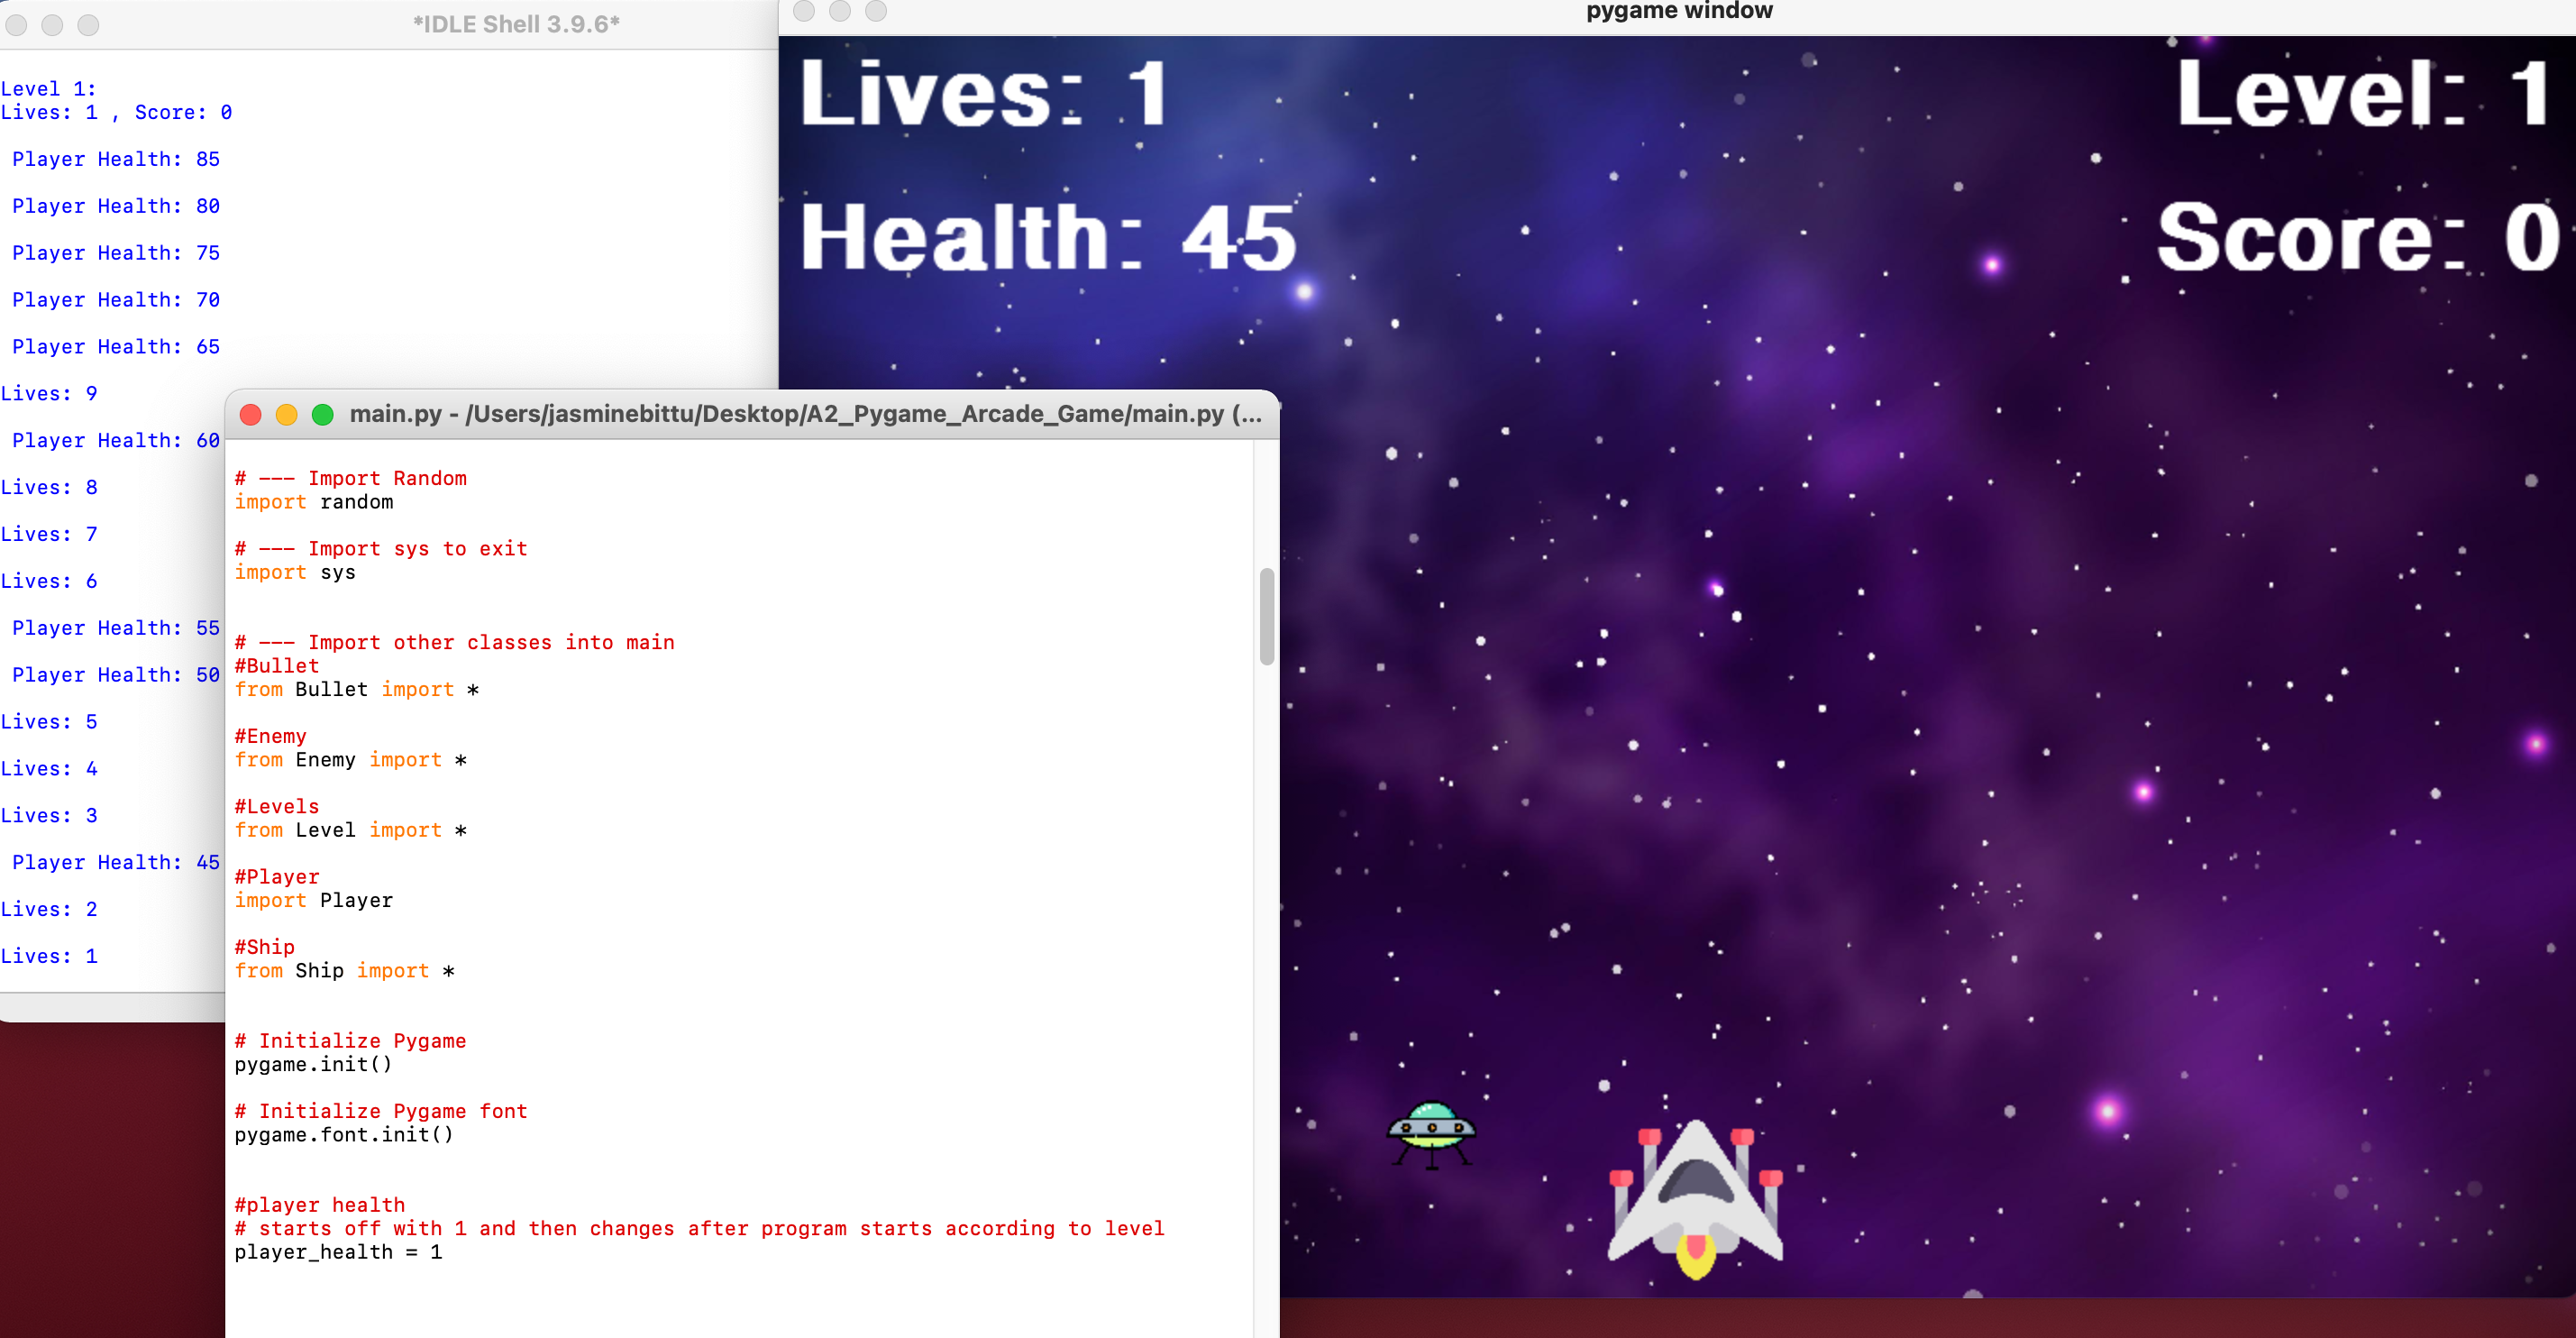 *IDLE Shell 3.9.6*
Level 1:
Lives: 1 , Score: 0
Player Health: 85
Player Health: 80
Player Health: 75
Player Health: 70
Player Health: 65
Lives: 9
Player Health: 60
Lives: 8
Lives: 7
Lives: 6
Player Health: 55
Player Health: 50
Lives: 5
Lives: 4
Lives: 3
Player Health: 45
Lives: 2
Lives: 1
main.py - /Users/jasminebittu/Desktop/A2_Pygame_Arcade_Game/main.py (...
# --- Import Random
import random
# --- Import sys to exit
import sys
# --- Import other classes into main
#Bullet
from Bullet import *
#Enemy
from Enemy import *
#Levels
from Level import *
#Player
import Player
#Ship
from Ship import *
# Initialize Pygame
pygame.init()
# Initialize Pygame font
pygame.font.init()
#player health
# starts off with 1 and then changes after program starts according to level
player_health = 1
pygame window
Lives: 1
Level: 1
Health: 45
Score: 0